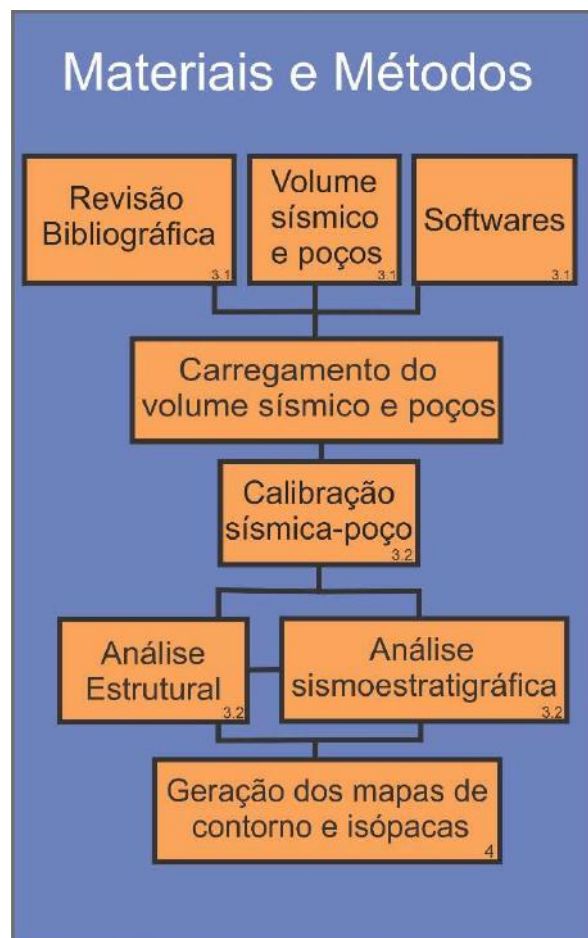 Materiais e Métodos
Revisão
Bibliográfica
3.1
Volume
sísmico
e poços
3.1
Softwares
3.1
Carregamento do
volume sísmico e poços
Calibração
sísmica-poço
3.2
Análise
Estrutural
3.2
Análise
sismoestratigráfica
3.2
Geração dos mapas de
contorno e isópacas
4